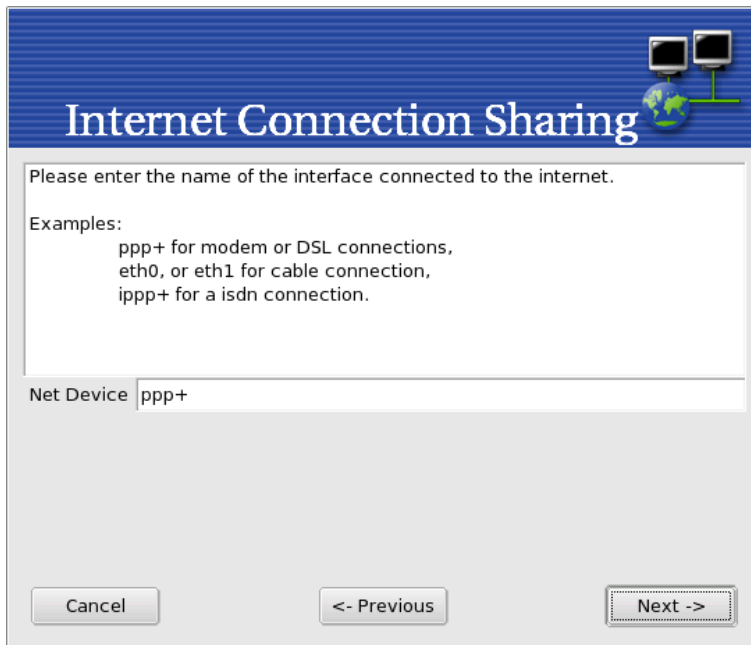 Internet Connection Sharing
Please enter the name of the interface connected to the internet.
Examples:
ppp+ for modem or DSL connections,
eth0, or eth1 for cable connection,
ippp+ for a isdn connection.
Net Device ppp+
Cancel <- Previous Next ->